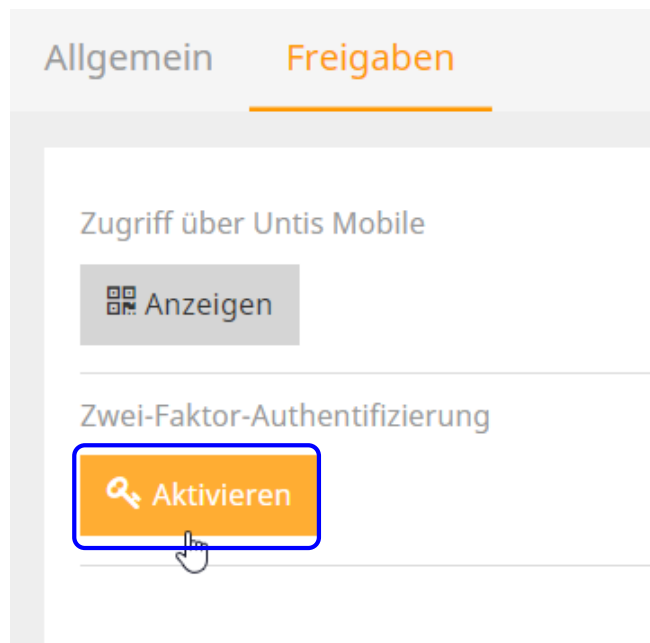 Allgemein Freigaben
Zugriff über Untis Mobile
Anzeigen
Zwei-Faktor-Authentifizierung
Aktivieren